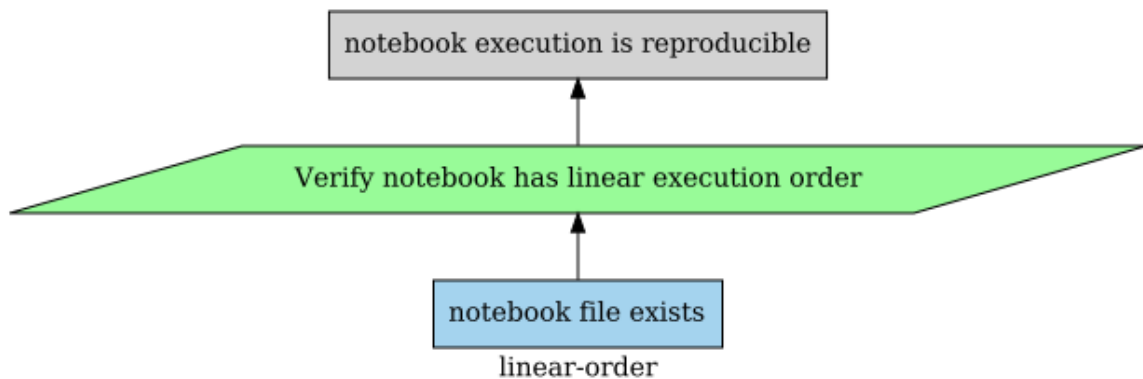 notebook execution is reproducible
Verify notebook has linear execution order
notebook file exists
linear-order